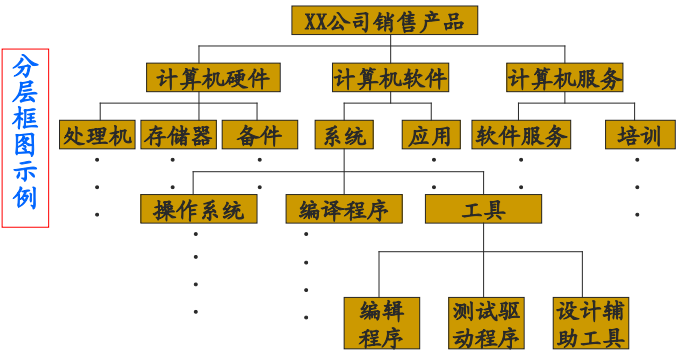 XX公司销售产品
分层框图示例
计算机硬件
计算机软件
计算机服务
处理机
存储器
备件
系统
应用
软件服务
培训
操作系统
编译程序
工具
编辑
程序
测试驱
动程序
设计辅
助工具